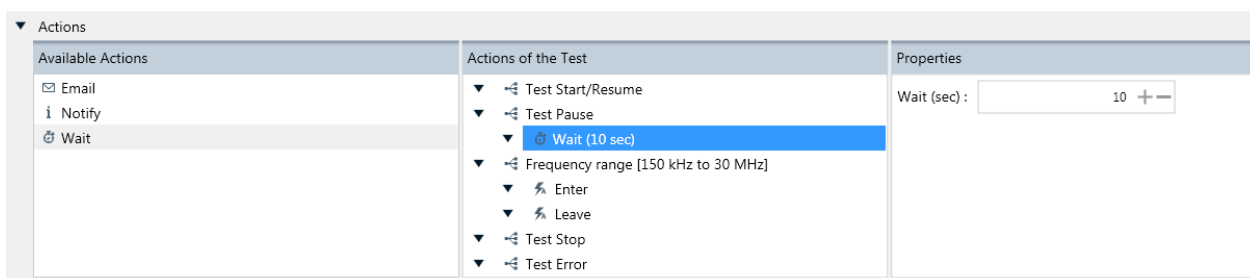 Actions
Available Actions
Email
Notify
Wait
Actions of the Test
Test Start/Resume
Test Pause
Wait (10 sec)
Frequency range [150 kHz to 30 MHz]
Enter
Leave
Test Stop
Test Error
Properties
Wait (sec) : 10